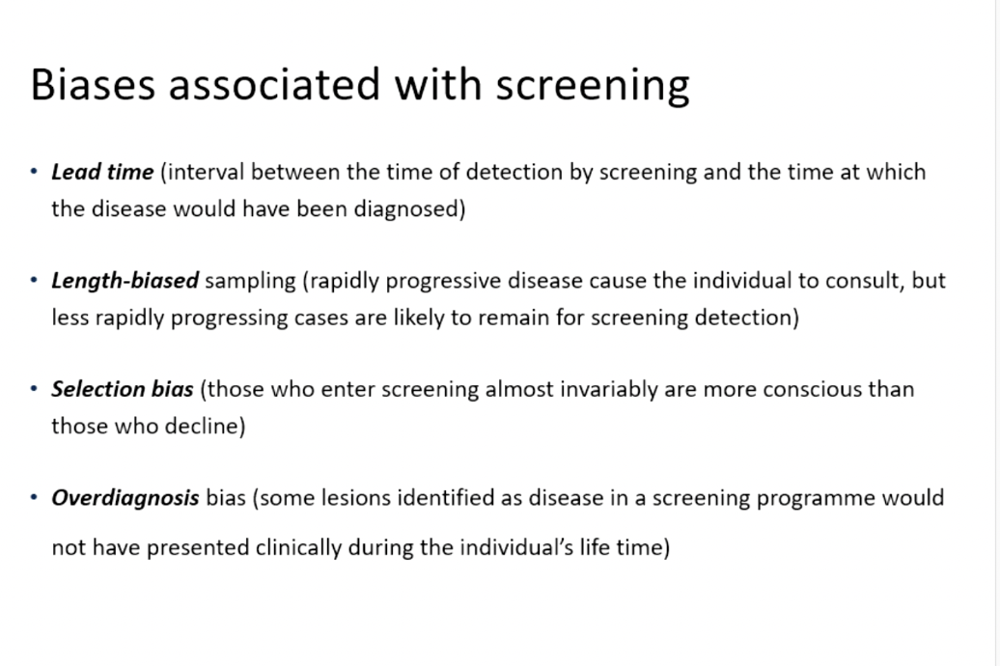 Biases associated with screening
• Lead time (interval between the time of detection by screening and the time at which
the disease would have been diagnosed)
• Length-biased sampling (rapidly progressive disease cause the individual to consult, but
less rapidly progressing cases are likely to remain for screening detection)
• Selection bias (those who enter screening almost invariably are more conscious than
those who decline)
• Overdiagnosis bias (some lesions identified as disease in a screening programme would
not have presented clinically during the individual’s life time)